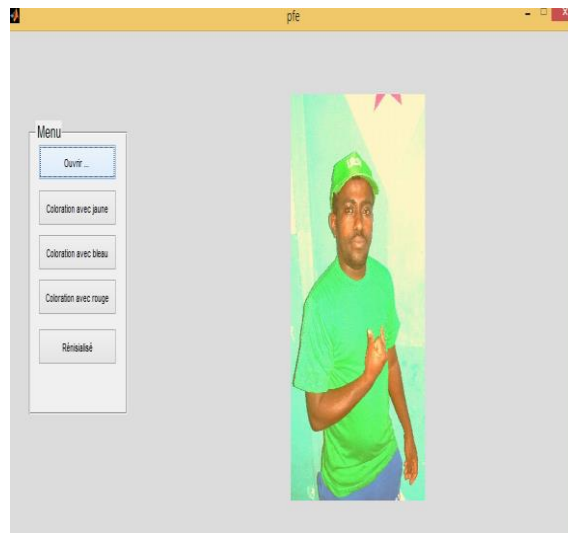 pfe
Menu
Ouvrir ...
Coloration avec jaune
Coloration avec bleau
Coloration avec rouge
Rénisialisé